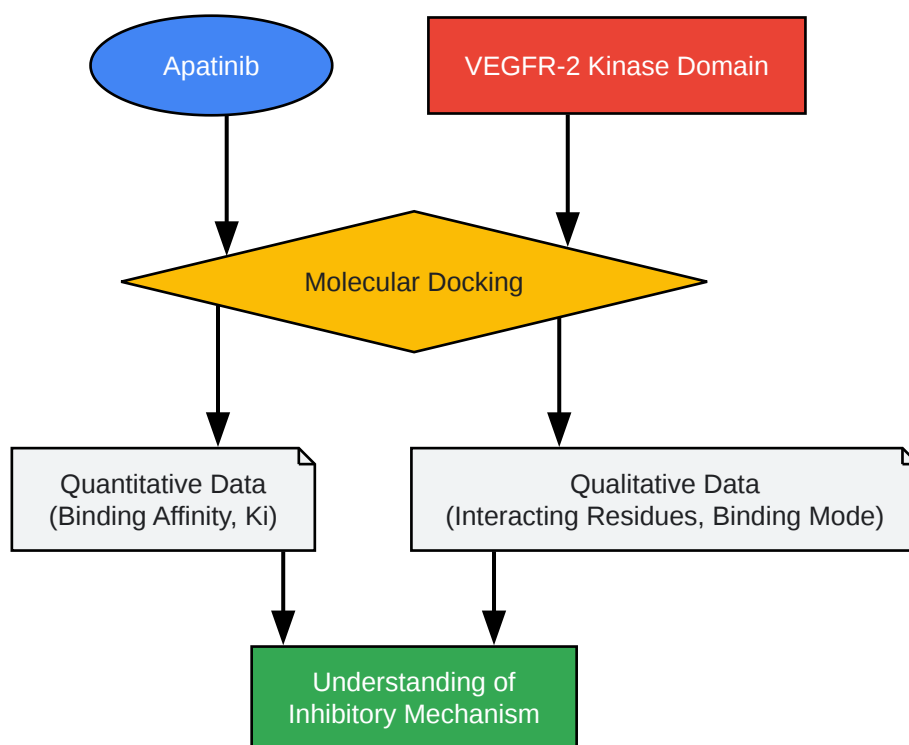 Apatinib
VEGFR-2 Kinase Domain
Molecular Docking
Quantitative Data
(Binding Affinity, Ki)
Qualitative Data
(Interacting Residues, Binding Mode)
Understanding of
Inhibitory Mechanism